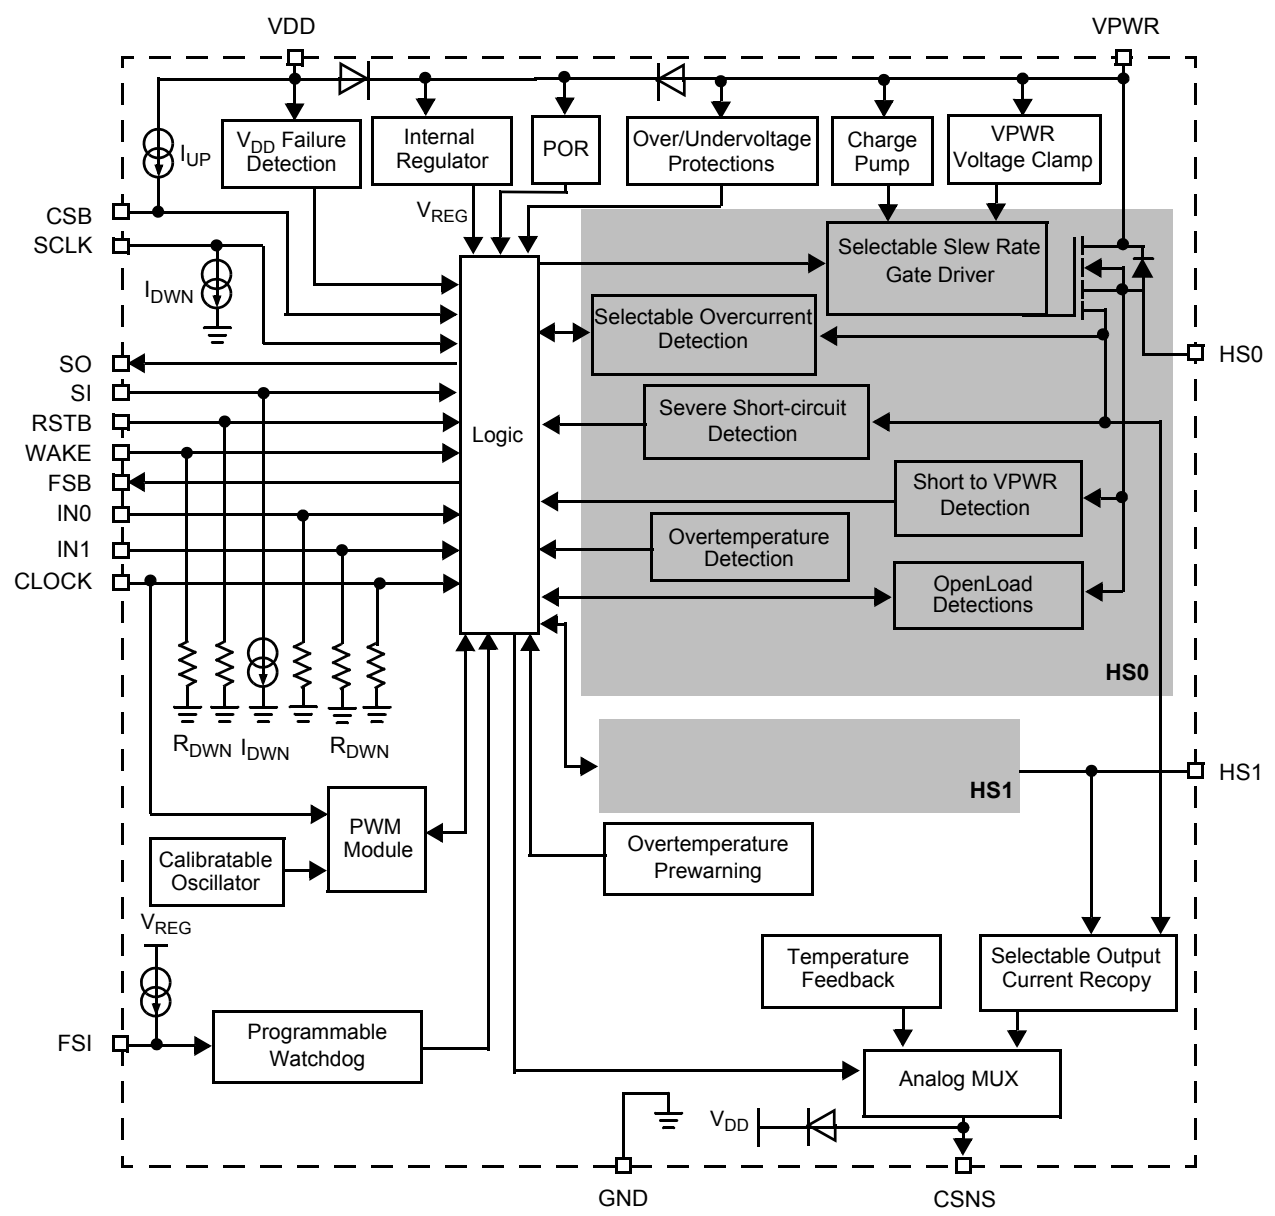 VDD
VPWR
VDD Failure
Detection
Internal
Regulator
POR
Over/Undervoltage
Protections
Charge
Pump
VPWR
Voltage Clamp
IUP
VREG
CSB
SCLK
IDWN
SO
SI
RSTB
WAKE
FSB
IN0
IN1
CLOCK
Logic
Selectable Slew Rate
Gate Driver
Selectable Overcurrent
Detection
HS0
Severe Short-circuit
Detection
Short to VPWR
Detection
Overtemperature
Detection
OpenLoad
Detections
HS0
RDWN
IDWN
RDWN
HS1
HS1
PWM
Module
Calibratable
Oscillator
Overtemperature
Prewarning
VREG
Temperature
Feedback
Selectable Output
Current Recopy
FSI
Programmable
Watchdog
Analog MUX
VDD
GND
CSNS